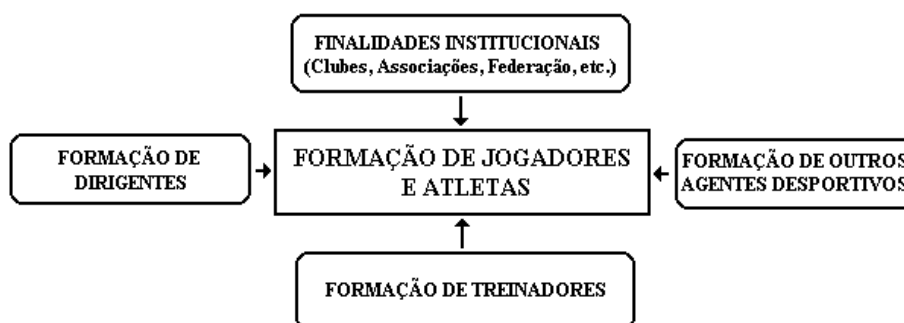 FINALIDADES INSTITUCIONAIS
(Clubes, Associações, Federação, etc.)
FORMAÇÃO DE
DIRIGENTES
FORMAÇÃO DE JOGADORES
E ATLETAS
FORMAÇÃO DE OUTROS
AGENTES DESPORTIVOS
FORMAÇÃO DE TREINADORES